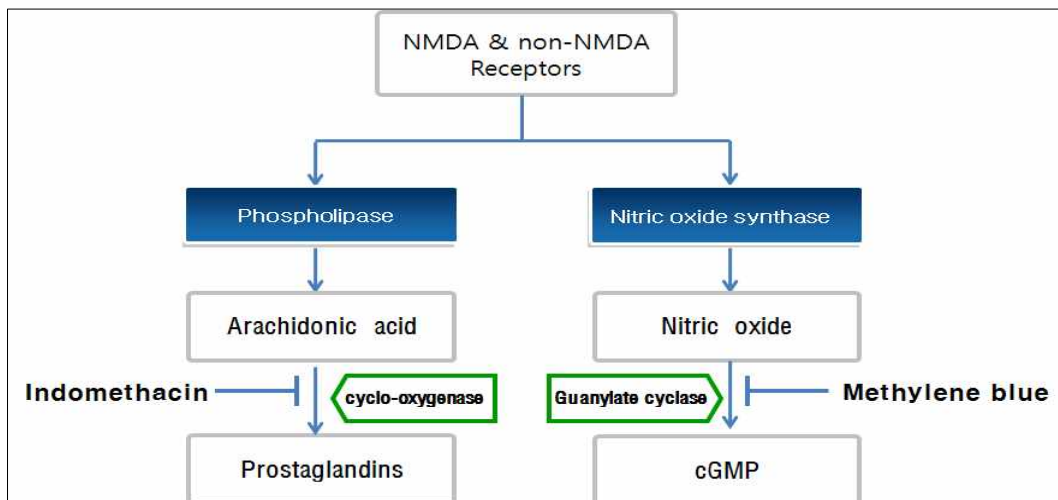 NMDA & non-NMDA
Receptors
Phospholipase
Nitric oxide synthase
Arachidonic acid
Nitric oxide
Indomethacin
cyclo-oxygenase
Guanylate cyclase
Methylene blue
Prostaglandins
cGMP